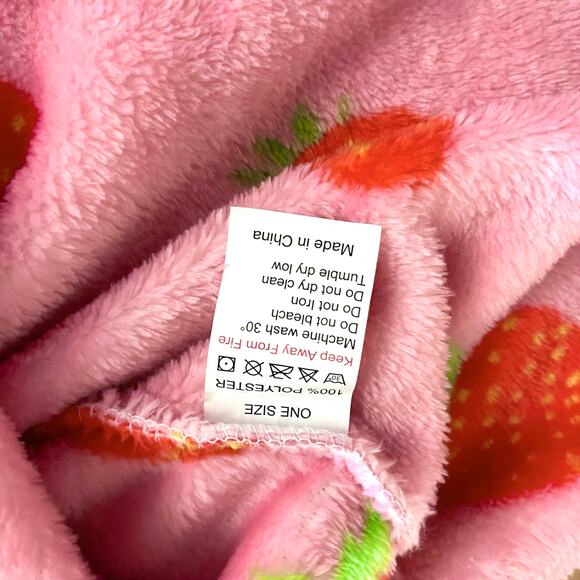 ONE SIZE
100% POLYESTER
30°
Keep Away From Fire
Machine wash 30°
Do not bleach
Do not Iron
Do not dry clean
Tumble dry low
Made in China